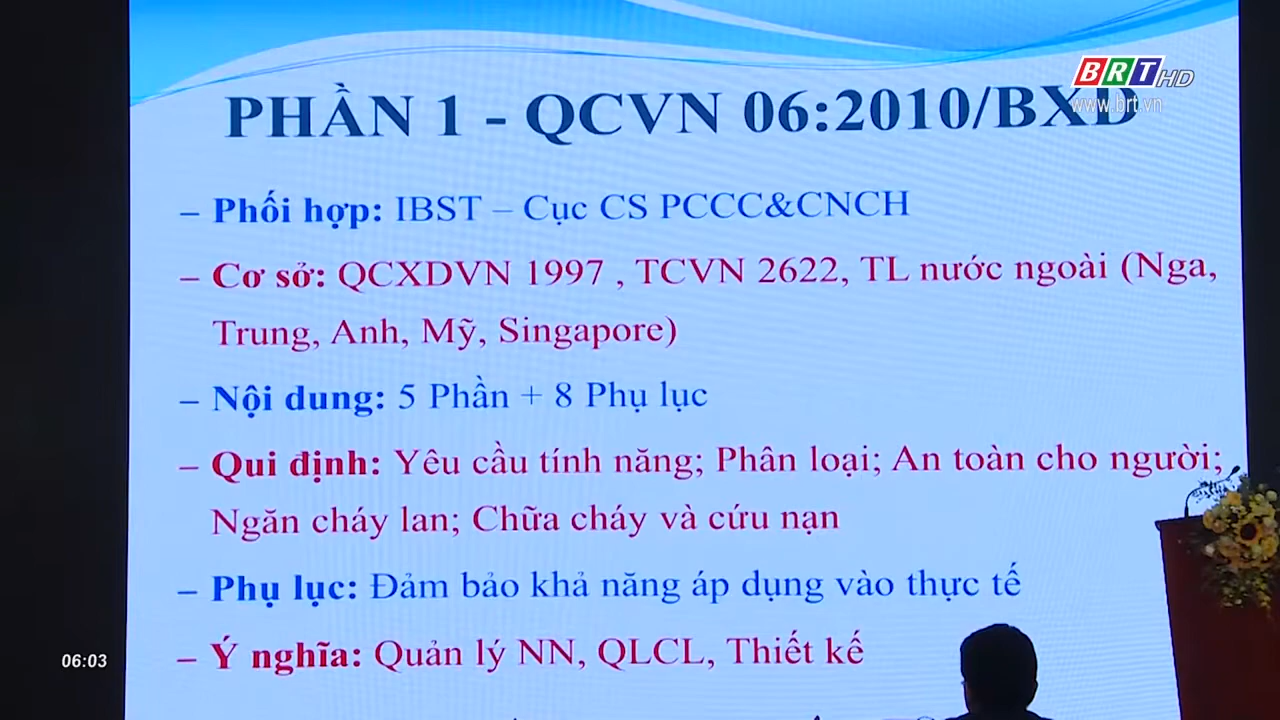 BRT HD
www.brt.vn
PHẦN 1 - QCVN 06:2010/BXD
– Phối hợp: IBST – Cục CS PCCC&CNCH
– Cơ sở: QCXDVN 1997 , TCVN 2622, TL nước ngoài (Nga,
Trung, Anh, Mỹ, Singapore)
– Nội dung: 5 Phần + 8 Phụ lục
– Qui định: Yêu cầu tính năng; Phân loại; An toàn cho người;
Ngăn cháy lan; Chữa cháy và cứu nạn
– Phụ lục: Đảm bảo khả năng áp dụng vào thực tế
– Ý nghĩa: Quản lý NN, QLCL, Thiết kế
06:03